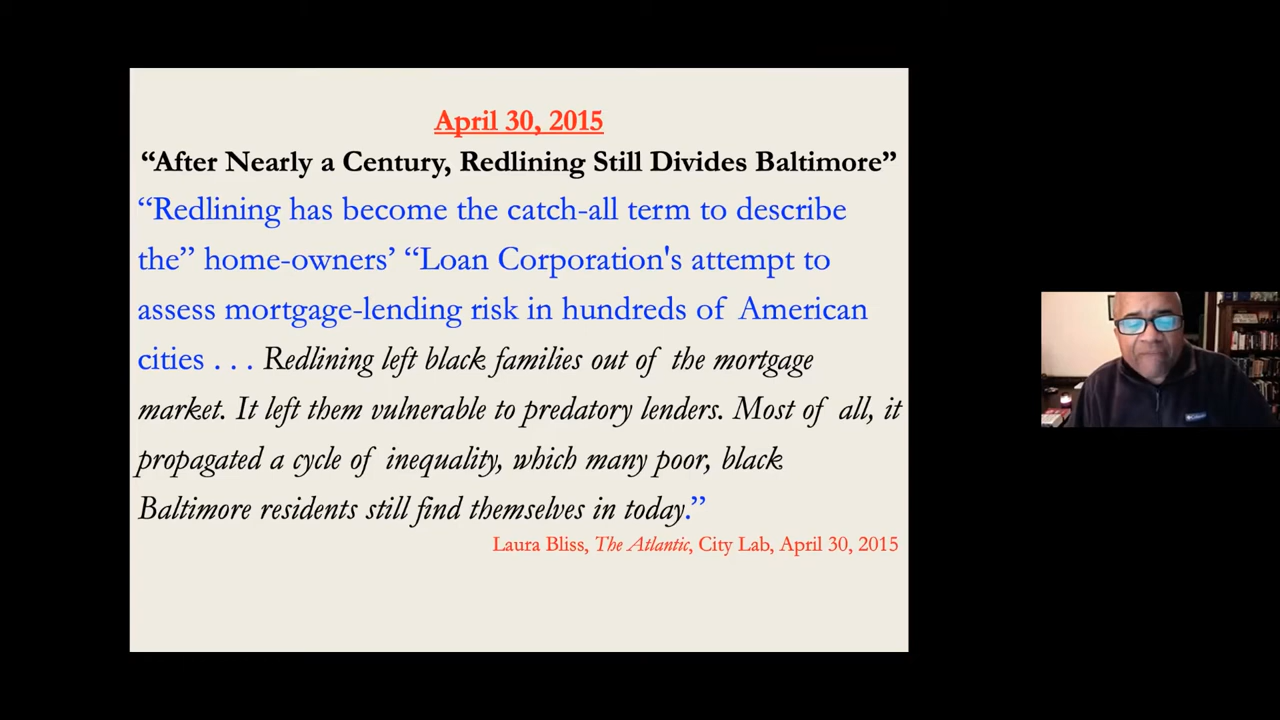 April 30, 2015
“After Nearly a Century, Redlining Still Divides Baltimore”
“Redlining has become the catch-all term to describe
the” home-owners’ “Loan Corporation's attempt to
assess mortgage-lending risk in hundreds of American
cities . . . Redlining left black families out of the mortgage
market. It left them vulnerable to predatory lenders. Most of all, it
propagated a cycle of inequality, which many poor, black
Baltimore residents still find themselves in today.”
Laura Bliss, The Atlantic, City Lab, April 30, 2015